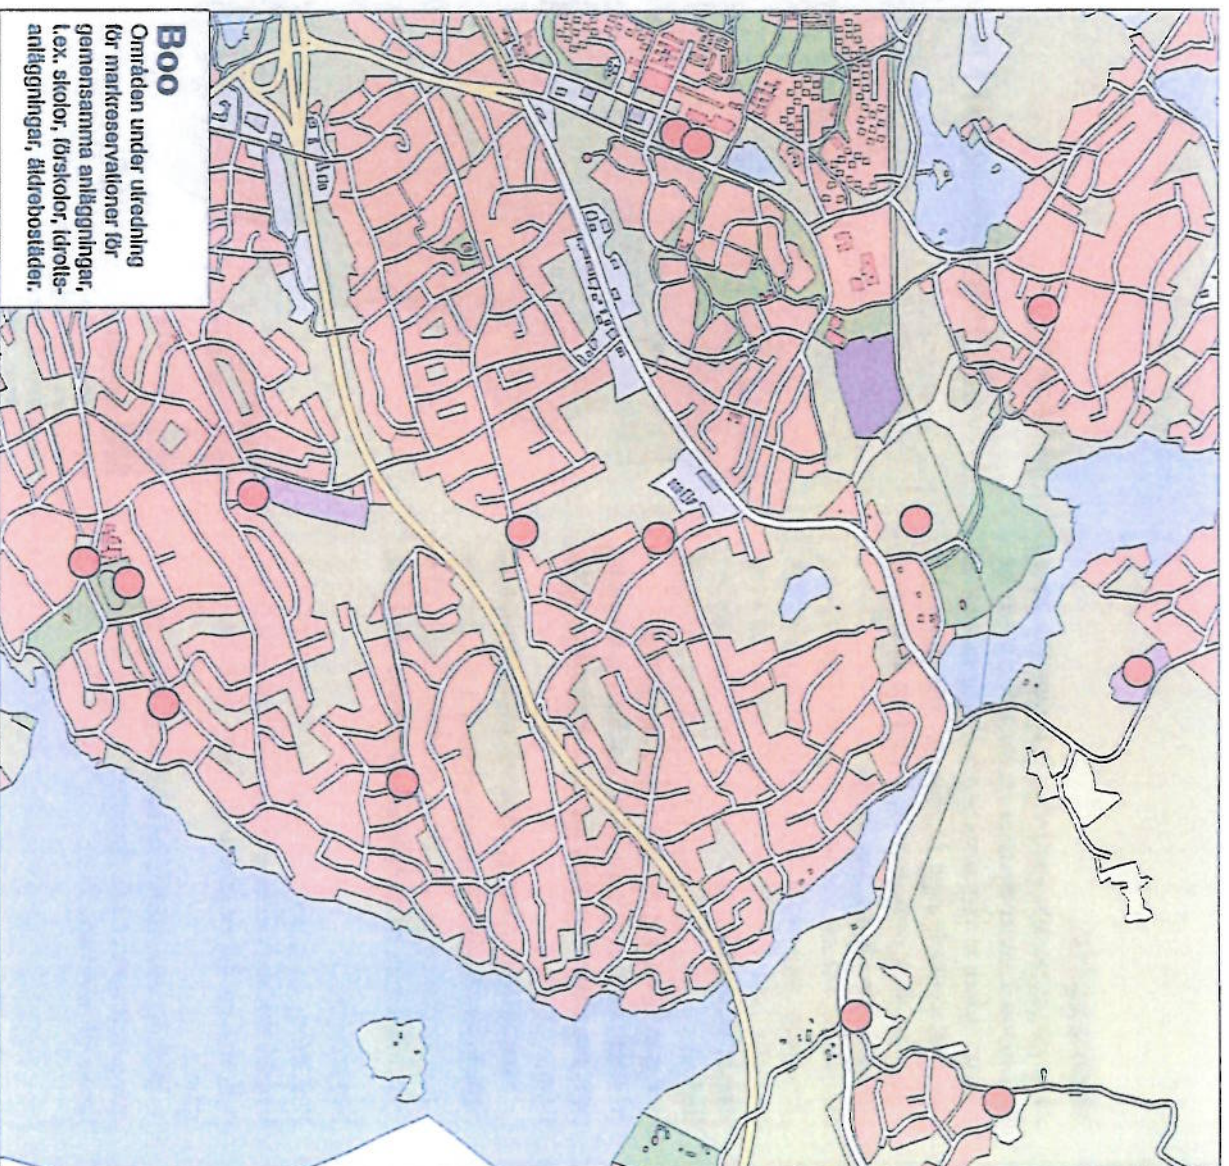 Boo
Områden under utredning
för markreservationer för
gemensamma anläggningar,
t.ex. skolor, förskolor, idrotts-
anläggningar, äldrebostäder.